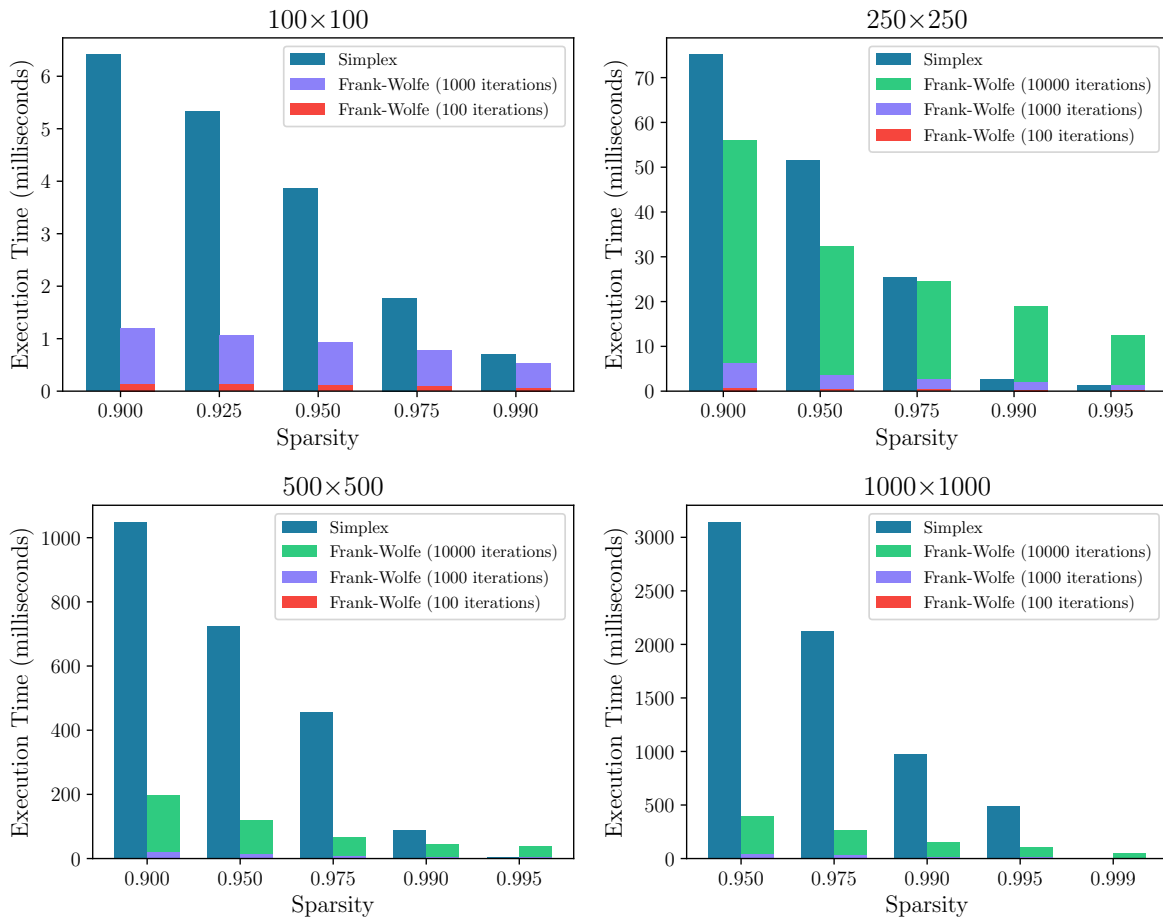 100×100
Execution Time (milliseconds)
6
5
4
3
2
1
0
Simplex
Frank-Wolfe (1000 iterations)
Frank-Wolfe (100 iterations)
0.900 0.925 0.950 0.975 0.990
Sparsity
250×250
Execution Time (milliseconds)
70
60
50
40
30
20
10
0
Simplex
Frank-Wolfe (10000 iterations)
Frank-Wolfe (1000 iterations)
Frank-Wolfe (100 iterations)
0.900 0.950 0.975 0.990 0.995
Sparsity
500×500
Execution Time (milliseconds)
1000
800
600
400
200
0
Simplex
Frank-Wolfe (10000 iterations)
Frank-Wolfe (1000 iterations)
Frank-Wolfe (100 iterations)
0.900 0.950 0.975 0.990 0.995
Sparsity
1000×1000
Execution Time (milliseconds)
3000
2500
2000
1500
1000
500
0
Simplex
Frank-Wolfe (10000 iterations)
Frank-Wolfe (1000 iterations)
Frank-Wolfe (100 iterations)
0.950 0.975 0.990 0.995 0.999
Sparsity